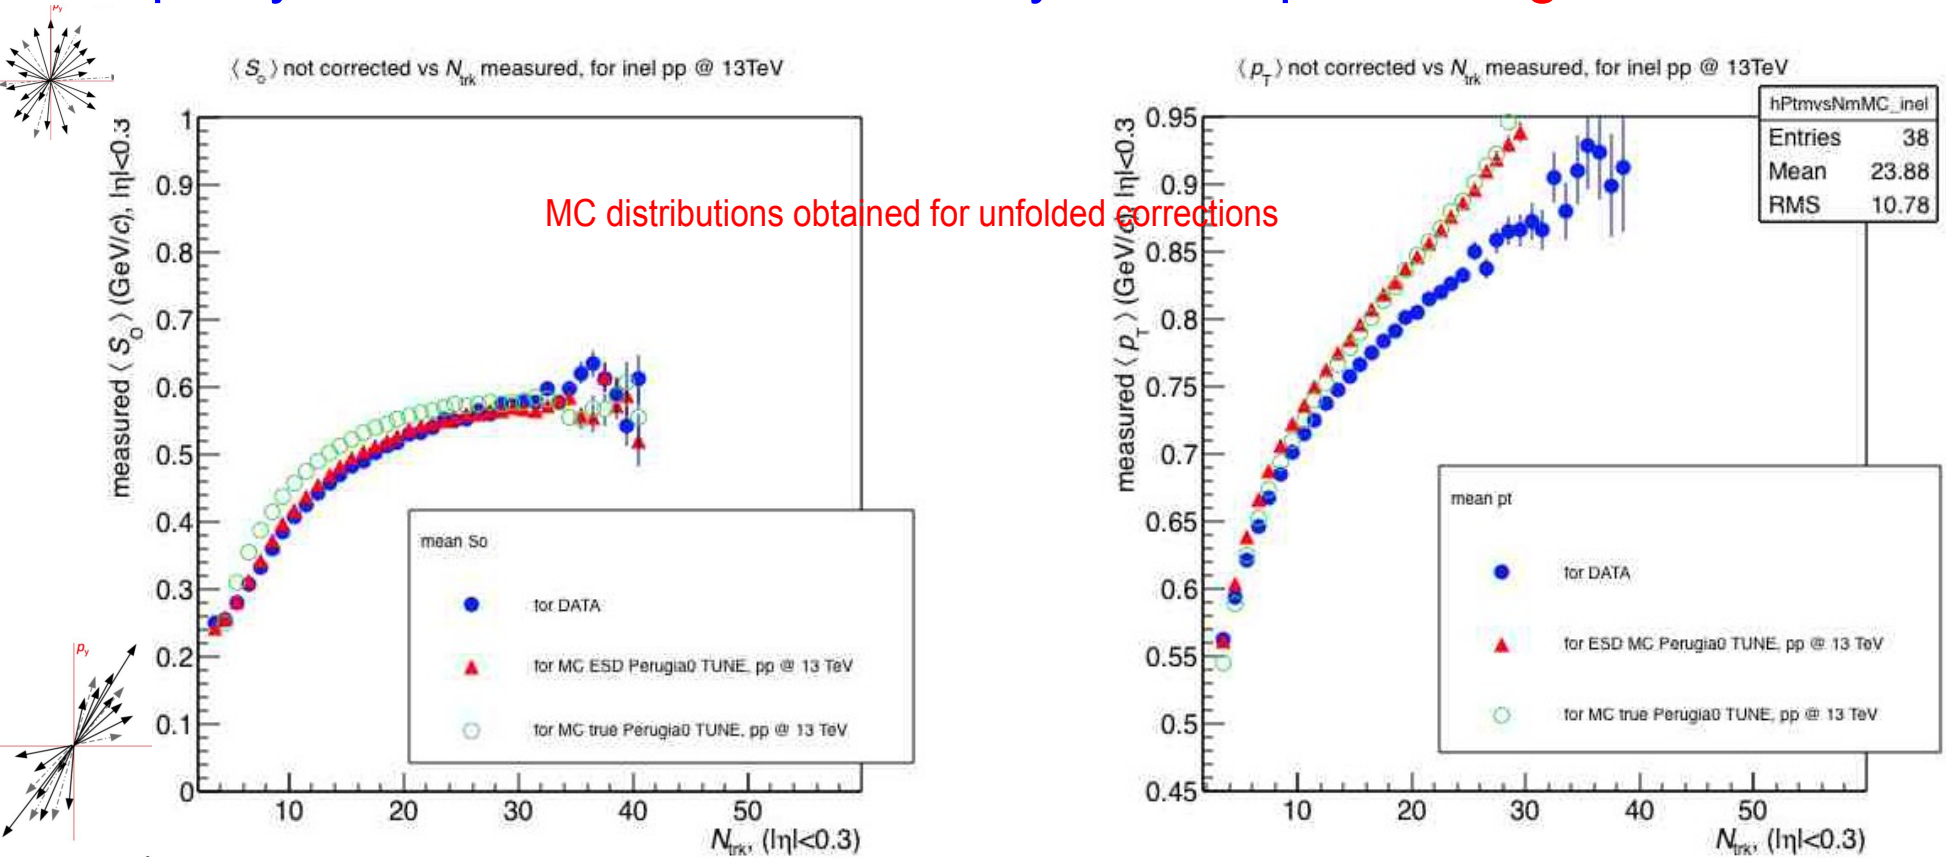 p_y
⟨ S_O ⟩ not corrected vs N_trk measured, for inel pp @ 13TeV
measured ⟨ S_O ⟩ (GeV/c), |η|<0.3
1
0.9
0.8
0.7
0.6
0.5
0.4
0.3
0.2
0.1
0
10 20 30 40 50
N_trk, (|η|<0.3)
mean So
for DATA
for MC ESD Perugia0 TUNE, pp @ 13 TeV
for MC true Perugia0 TUNE, pp @ 13 TeV
MC distributions obtained for unfolded corrections
⟨ p_T ⟩ not corrected vs N_trk measured, for inel pp @ 13TeV
hPtmvsNmMC_inel
Entries 38
Mean 23.88
RMS 10.78
measured ⟨ p_T ⟩ (GeV/c), |η|<0.3
0.95
0.9
0.85
0.8
0.75
0.7
0.65
0.6
0.55
0.5
0.45
10 20 30 40 50
N_trk, (|η|<0.3)
mean pt
for DATA
for ESD MC Perugia0 TUNE, pp @ 13 TeV
for MC true Perugia0 TUNE, pp @ 13 TeV
p_y